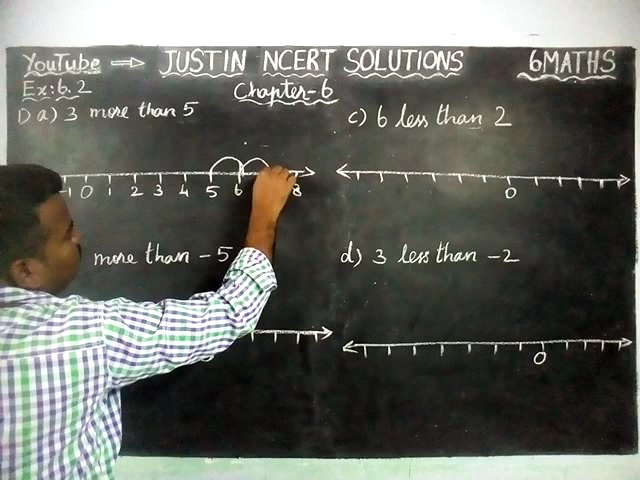 YouTube → JUSTIN NCERT SOLUTIONS 6MATHS
Ex:6.2 Chapter-6
1) a) 3 more than 5
-1 0 1 2 3 4 5 6 8
more than -5
c) 6 less than 2
0
d) 3 less than -2
0